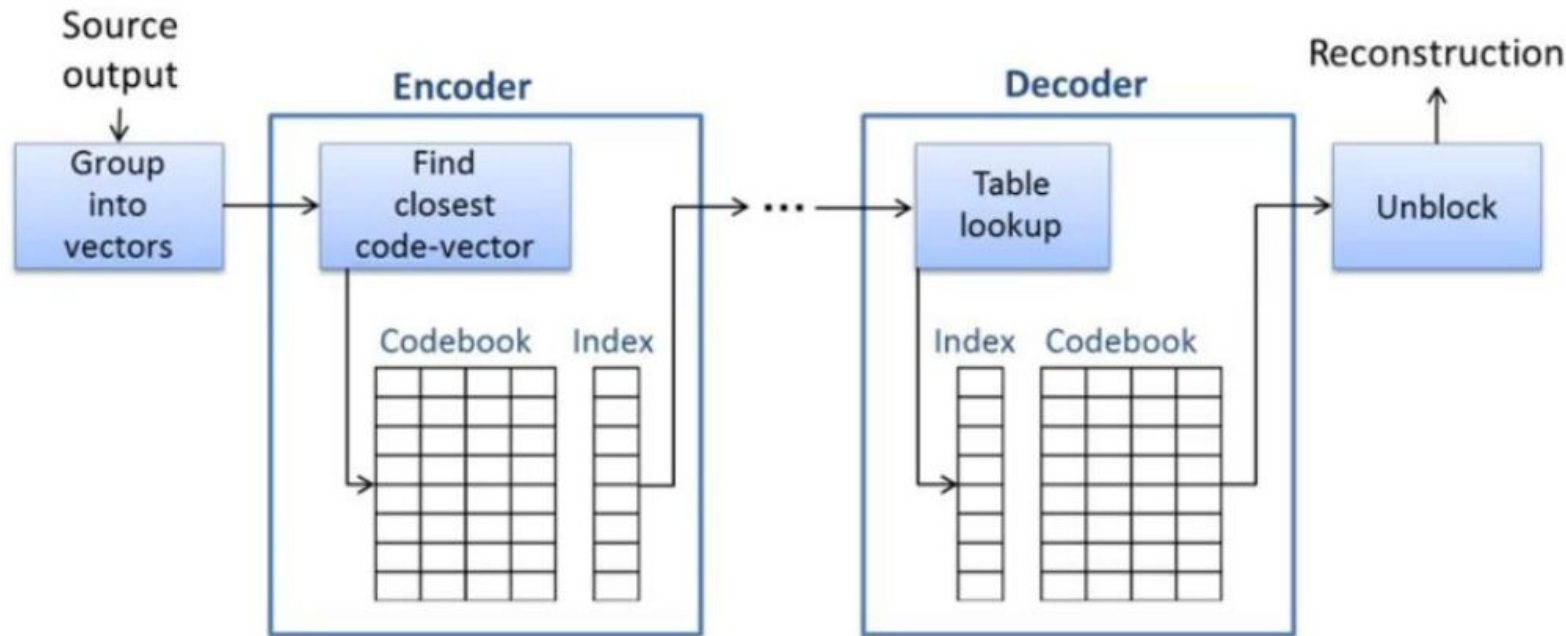 Source
output
Encoder
Decoder
Reconstruction
Group
into
vectors
Find
closest
code-vector
...
Table
lookup
Unblock
Codebook
Index
Index
Codebook